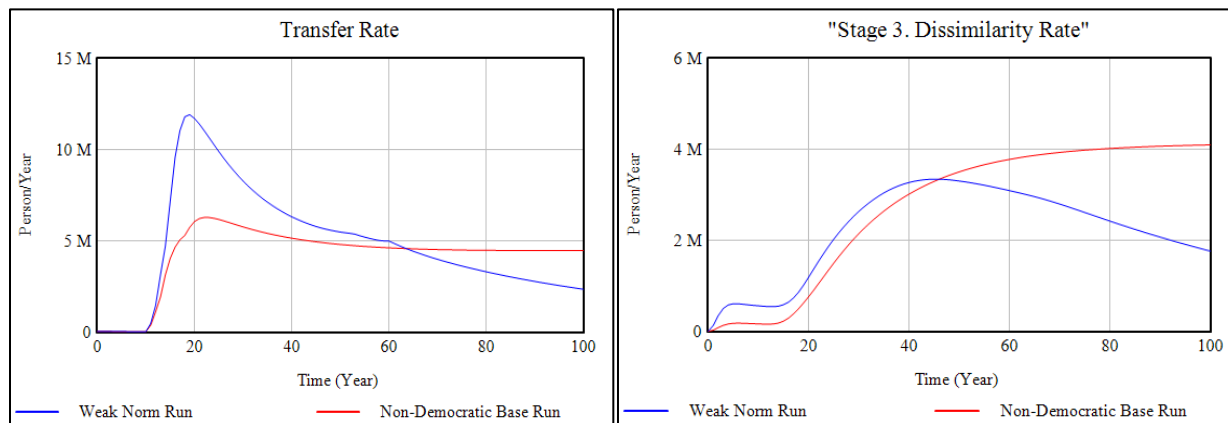 Transfer Rate
15 M
10 M
5 M
0
Person/Year
0 20 40 60 80 100
Time (Year)
Weak Norm Run Non-Democratic Base Run
"Stage 3. Dissimilarity Rate"
6 M
4 M
2 M
0
Person/Year
0 20 40 60 80 100
Time (Year)
Weak Norm Run Non-Democratic Base Run